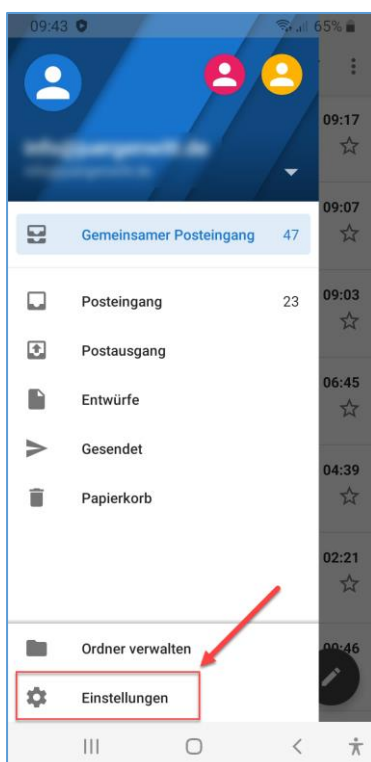 09:43 65%
09:17
Gemeinsamer Posteingang 47
09:07
Posteingang 23
09:03
Postausgang
Entwürfe
06:45
Gesendet
04:39
Papierkorb
02:21
Ordner verwalten
Einstellungen